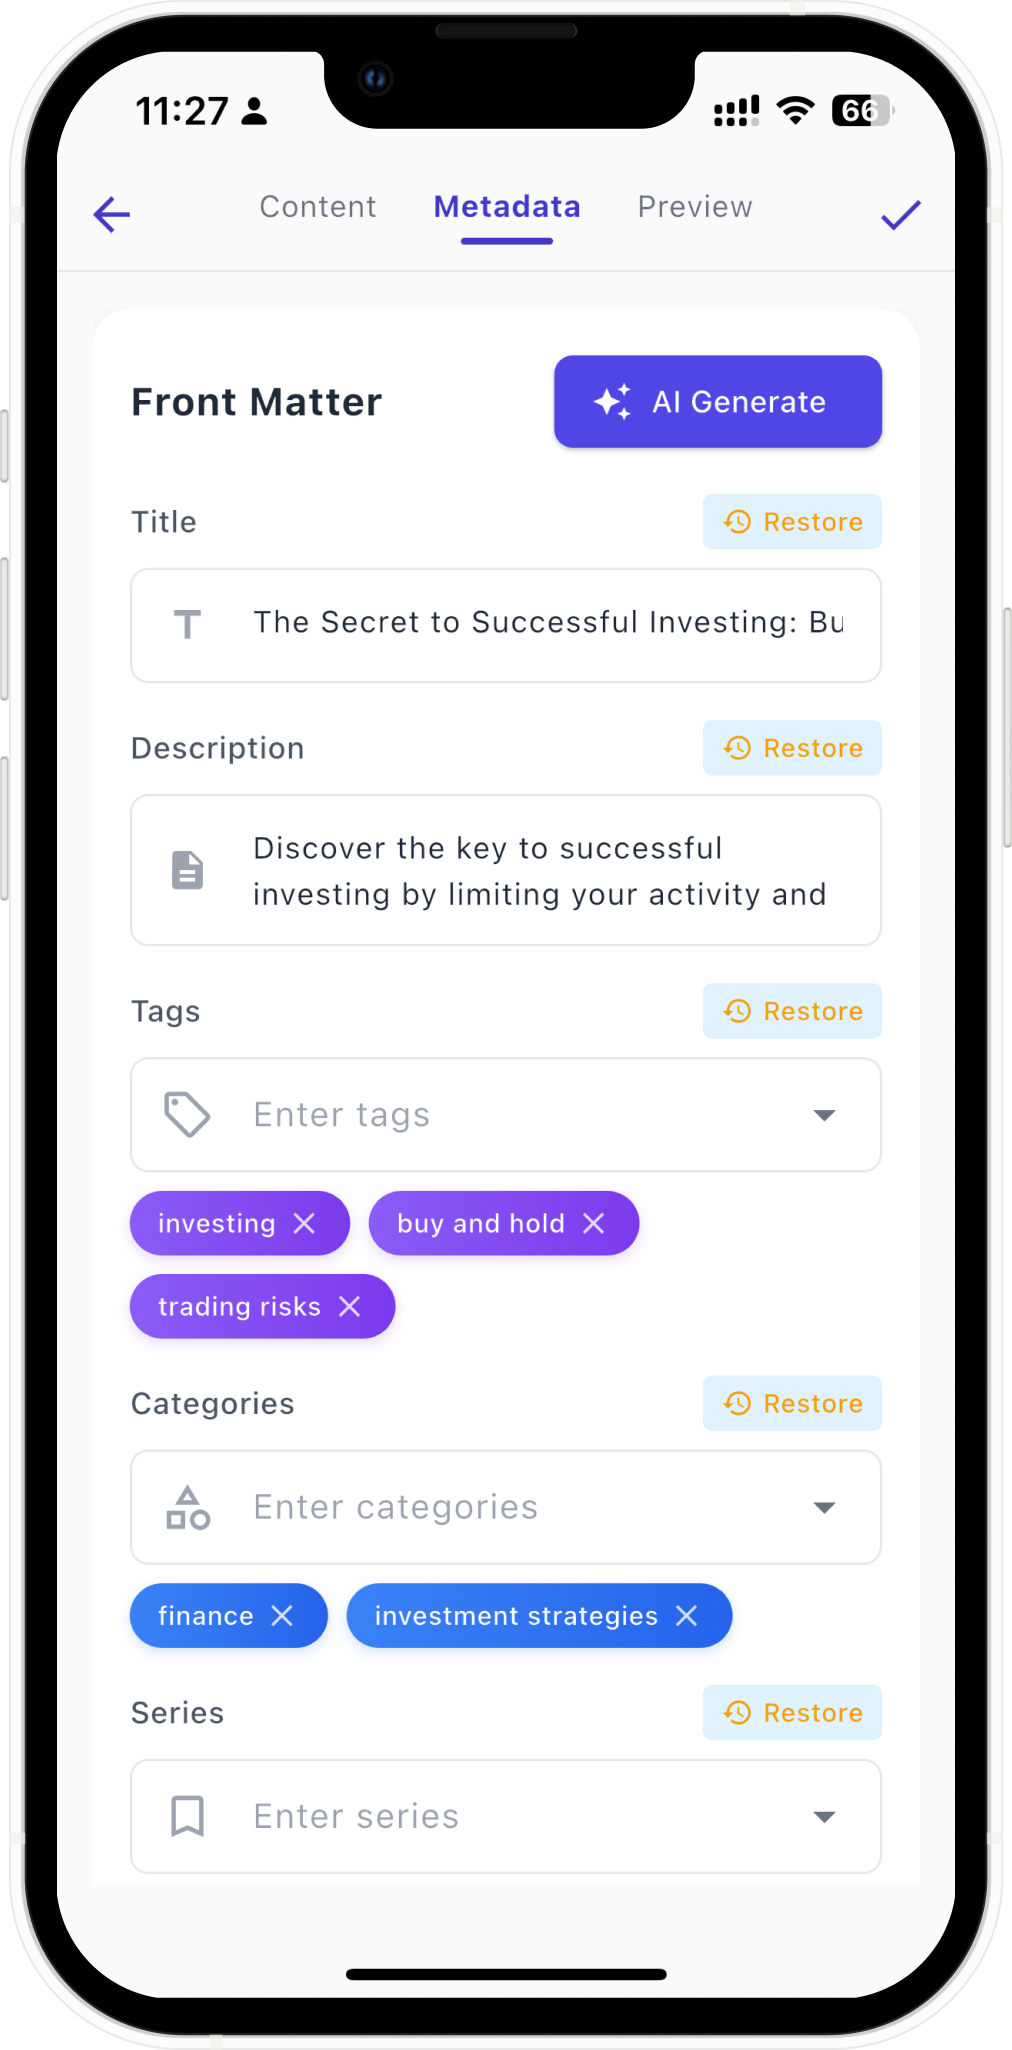 11:27
66
Content Metadata Preview
Front Matter
AI Generate
Title
Restore
The Secret to Successful Investing: Bu
Description
Restore
Discover the key to successful
investing by limiting your activity and
Tags
Restore
Enter tags
investing
buy and hold
trading risks
Categories
Restore
Enter categories
finance
investment strategies
Series
Restore
Enter series